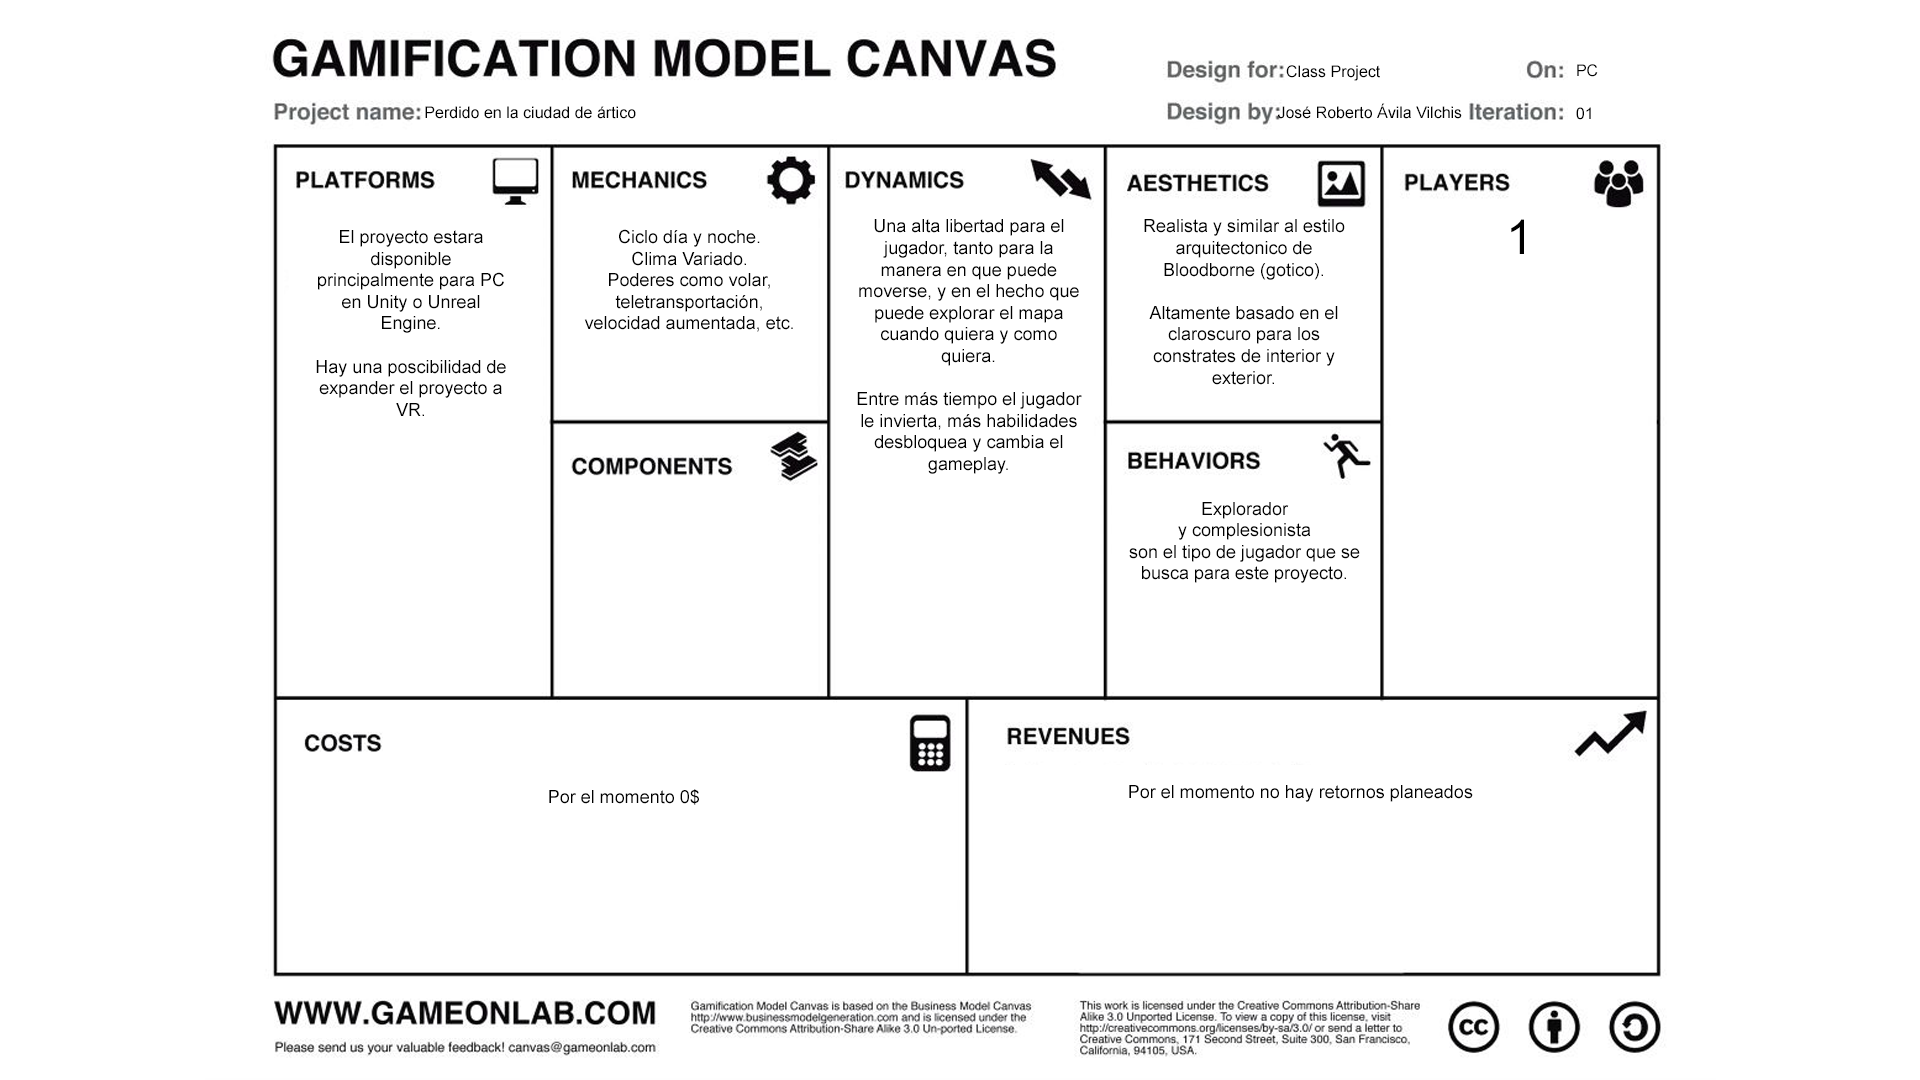 GAMIFICATION MODEL CANVAS
Design for: Class Project
On: PC
Project name: Perdido en la ciudad de ártico
Design by: José Roberto Ávila Vilchis
Iteration: 01
PLATFORMS
El proyecto estara
disponible
principalmente para PC
en Unity o Unreal
Engine.
Hay una poscibilidad de
expander el proyecto a
VR.
MECHANICS
Ciclo día y noche.
Clima Variado.
Poderes como volar,
teletransportación,
velocidad aumentada, etc.
COMPONENTS
DYNAMICS
Una alta libertad para el
jugador, tanto para la
manera en que puede
moverse, y en el hecho que
puede explorar el mapa
cuando quiera y como
quiera.
Entre más tiempo el jugador
le invierta, más habilidades
desbloquea y cambia el
gameplay.
AESTHETICS
Realista y similar al estilo
arquitectonico de
Bloodborne (gotico).
Altamente basado en el
claroscuro para los
constrates de interior y
exterior.
BEHAVIORS
Explorador
y complesionista
son el tipo de jugador que se
busca para este proyecto.
PLAYERS
1
COSTS
Por el momento 0$
REVENUES
Por el momento no hay retornos planeados
WWW.GAMEONLAB.COM
Please send us your valuable feedback! canvas@gameonlab.com
Gamification Model Canvas is based on the Business Model Canvas
http://www.businessmodelgeneration.com and is licensed under the
Creative Commons Attribution-Share Alike 3.0 Un-ported License.
This work is licensed under the Creative Commons Attribution-Share
Alike 3.0 Unported License. To view a copy of this license, visit
http://creativecommons.org/licenses/by-sa/3.0/ or send a letter to
Creative Commons, 171 Second Street, Suite 300, San Francisco,
California, 94105, USA.
cc